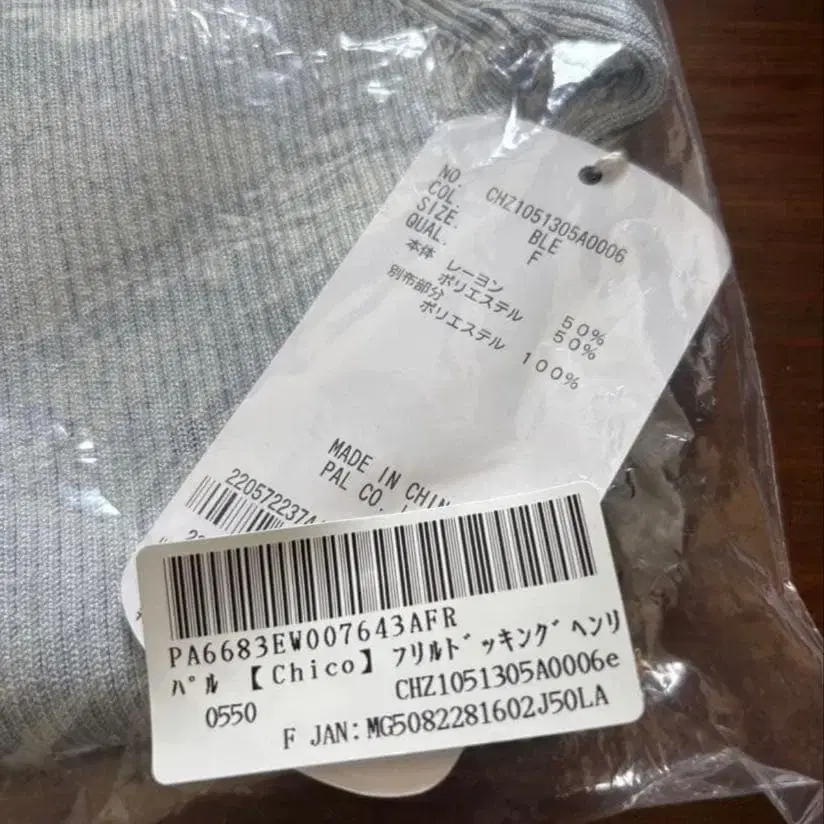 NO. CHZ1051305A0006
COL. BLE
SIZE. F
QUAL.
本体 レーヨン 50%
ポリエステル 50%
別布部分
ポリエステル 100%
MADE IN CHIN
PAL CO.
220572237
PA6683EW007643AFR
ﾊﾟﾙ 【Chico】 ﾌﾘﾙﾄﾞｯｷﾝｸﾞﾍﾝﾘ
CHZ1051305A0006e
0550
F JAN:MG5082281602J50LA